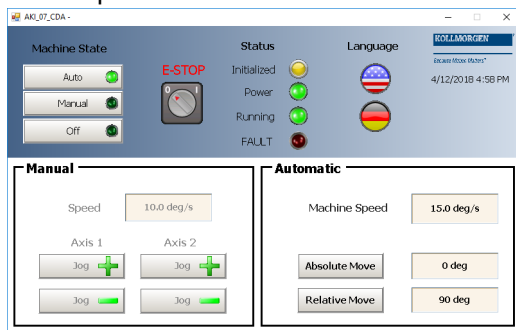 AKI_07_CDA -
Machine State
Status
Language
KOLLMORGEN
Because Motion Matters™
Auto
E-STOP
Initialized
4/12/2018 4:58 PM
0
I
Manual
Power
Running
Off
FAULT
Manual
Automatic
Speed
10.0 deg/s
Machine Speed
15.0 deg/s
Axis 1
Axis 2
Jog
Jog
Absolute Move
0 deg
Jog
Jog
Relative Move
90 deg